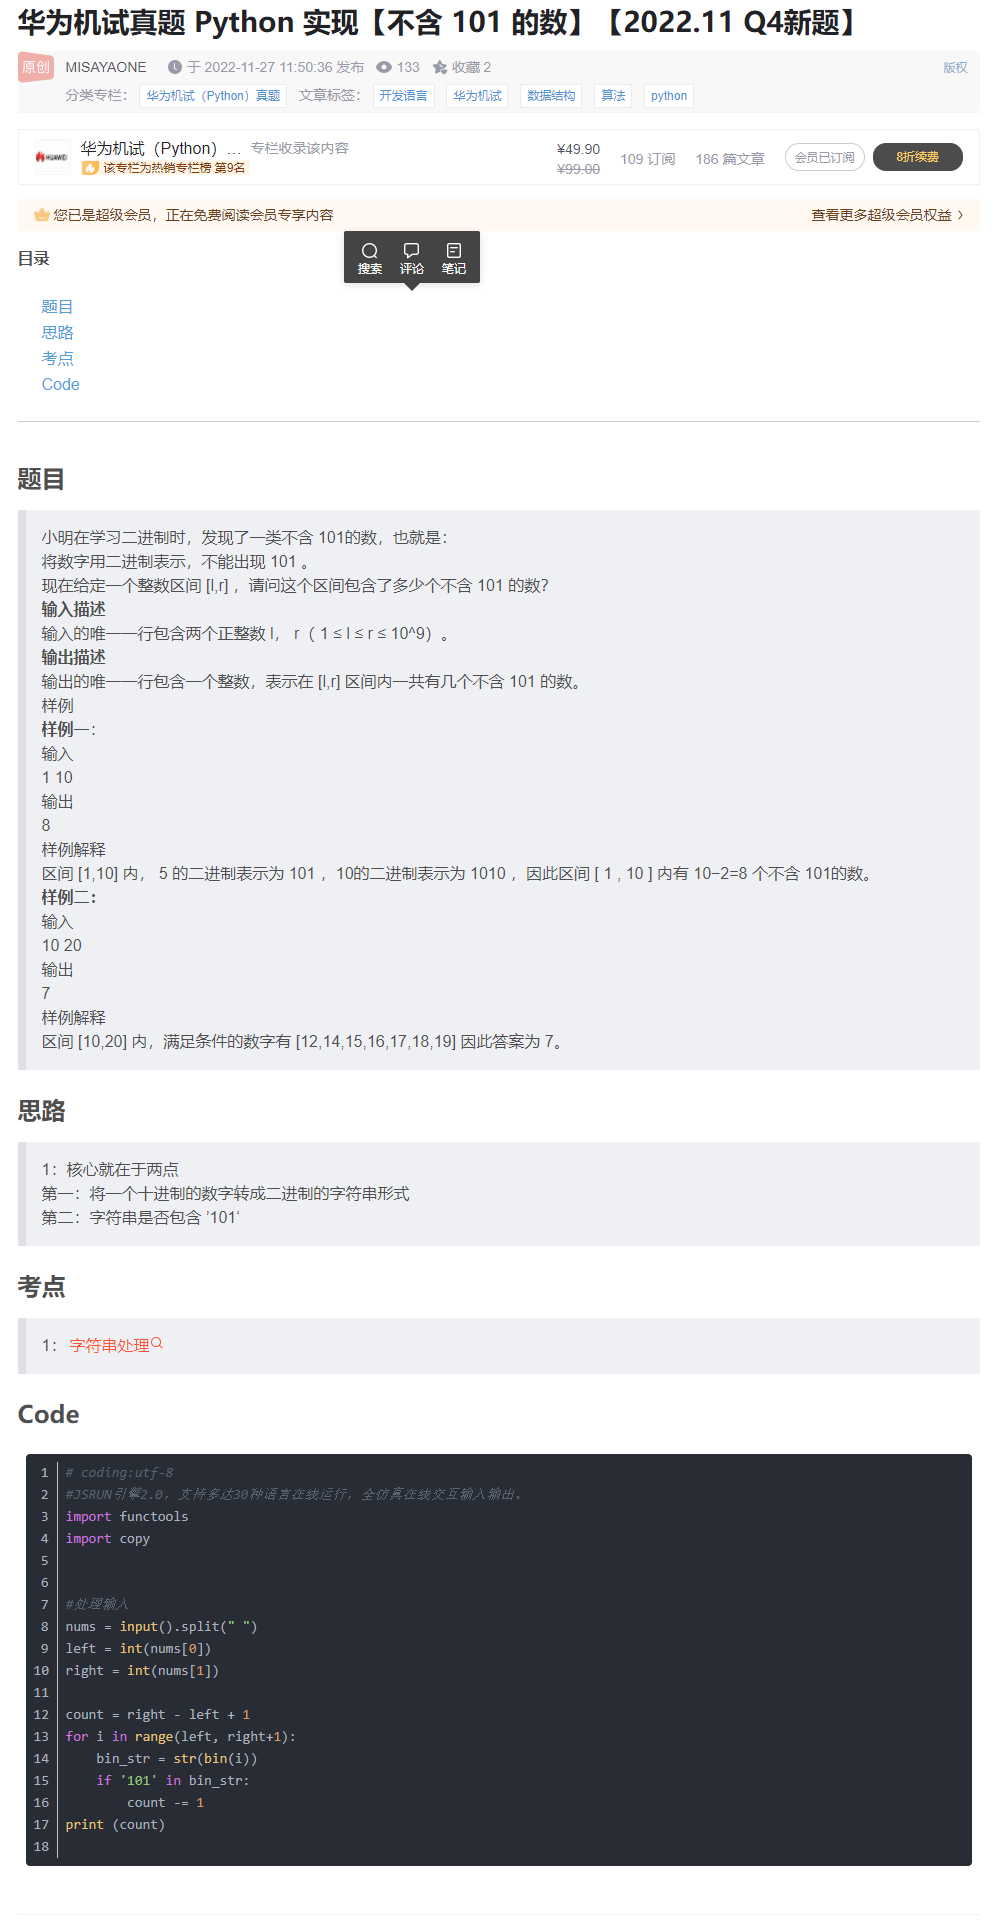 华为机试真题 Python 实现【不含 101 的数】【2022.11 Q4新题】
原创 MISAYAONE 于 2022-11-27 11:50:36 发布 133 收藏 2 版权
分类专栏： 华为机试（Python）真题 文章标签： 开发语言 华为机试 数据结构 算法 python
HUAWEI 华为机试（Python）... 专栏收录该内容
该专栏为热销专栏榜 第9名
¥49.90
¥99.00
109 订阅 186 篇文章 会员已订阅 8折续费
您已是超级会员，正在免费阅读会员专享内容 查看更多超级会员权益
目录
搜索 评论 笔记
题目
思路
考点
Code
题目
小明在学习二进制时，发现了一类不含 101的数，也就是：
将数字用二进制表示，不能出现 101 。
现在给定一个整数区间 [l,r] ，请问这个区间包含了多少个不含 101 的数？
输入描述
输入的唯一一行包含两个正整数 l， r（ 1 ≤ l ≤ r ≤ 10^9）。
输出描述
输出的唯一一行包含一个整数，表示在 [l,r] 区间内一共有几个不含 101 的数。
样例
样例一：
输入
1 10
输出
8
样例解释
区间 [1,10] 内， 5 的二进制表示为 101 ，10的二进制表示为 1010 ，因此区间 [ 1 , 10 ] 内有 10−2=8 个不含 101的数。
样例二：
输入
10 20
输出
7
样例解释
区间 [10,20] 内，满足条件的数字有 [12,14,15,16,17,18,19] 因此答案为 7。
思路
1：核心就在于两点
第一：将一个十进制的数字转成二进制的字符串形式
第二：字符串是否包含 ’101‘
考点
1： 字符串处理
Code
1 # coding:utf-8
2 #JSRUN引擎2.0，支持多达30种语言在线运行，全仿真在线交互输入输出。
3 import functools
4 import copy
5
6
7 #处理输入
8 nums = input().split(" ")
9 left = int(nums[0])
10 right = int(nums[1])
11
12 count = right - left + 1
13 for i in range(left, right+1):
14     bin_str = str(bin(i))
15     if '101' in bin_str:
16         count -= 1
17 print (count)
18